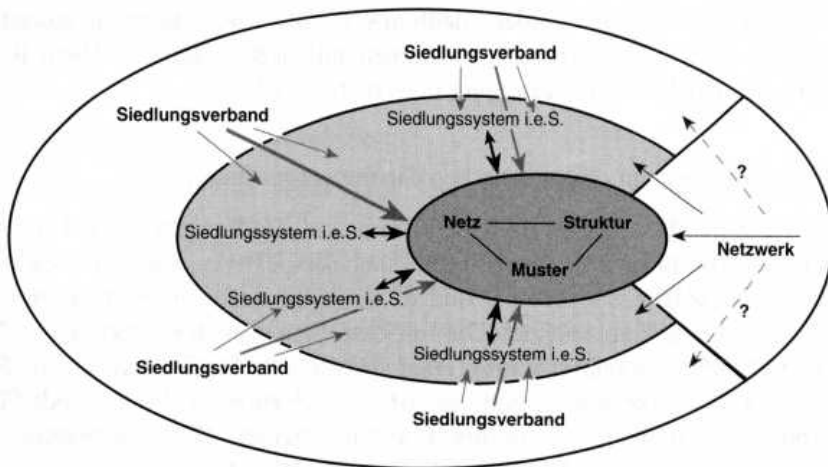 Siedlungsverband
Siedlungsverband
Siedlungssystem i.e.S.
?
Netz
Struktur
Siedlungssystem i.e.S.
Netzwerk
Muster
Siedlungssystem i.e.S.
?
Siedlungssystem i.e.S.
Siedlungsverband
Siedlungsverband